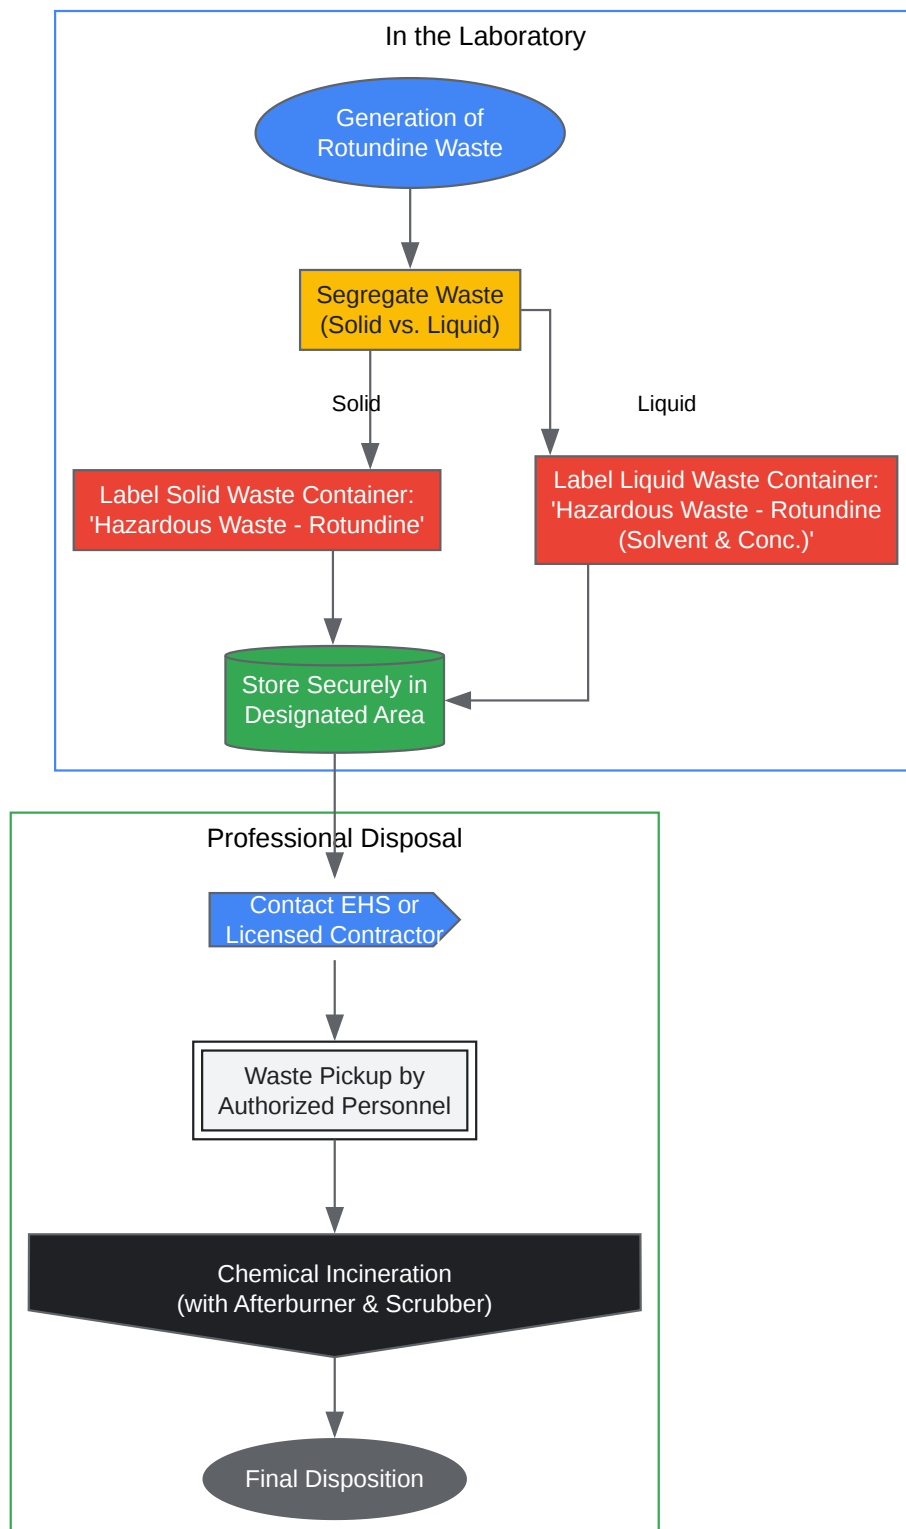 In the Laboratory
Generation of
Rotundine Waste
Segregate Waste
(Solid vs. Liquid)
Solid
Liquid
Label Solid Waste Container:
'Hazardous Waste - Rotundine'
Label Liquid Waste Container:
'Hazardous Waste - Rotundine
(Solvent & Conc.)'
Store Securely in
Designated Area
Professional Disposal
Contact EHS or
Licensed Contractor
Waste Pickup by
Authorized Personnel
Chemical Incineration
(with Afterburner & Scrubber)
Final Disposition